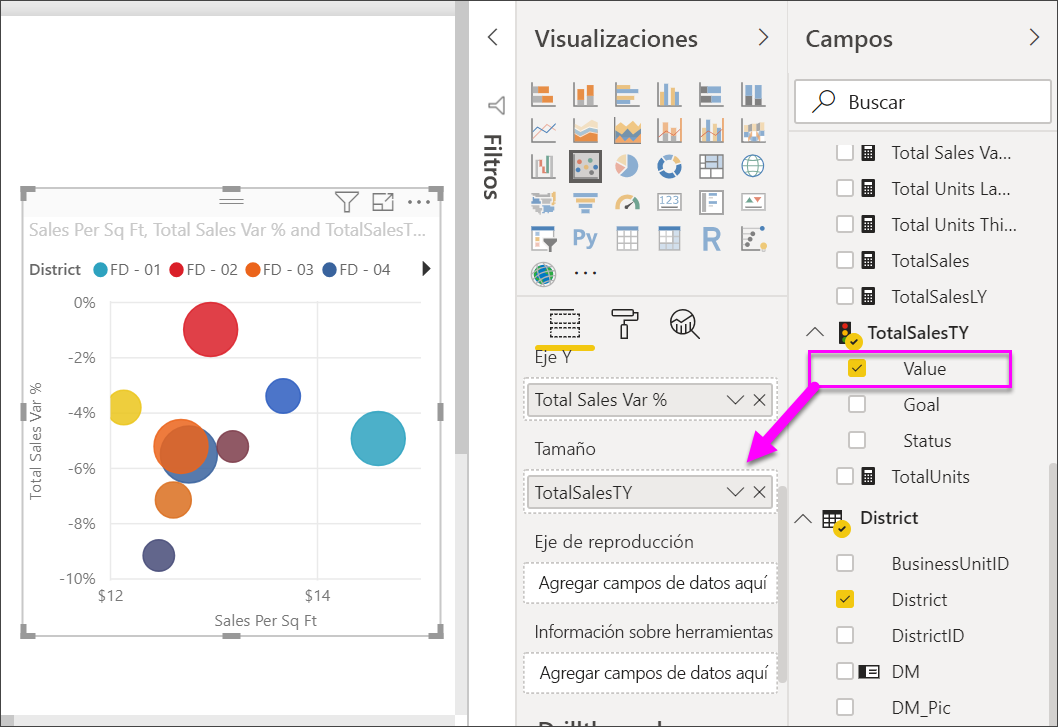 Sales Per Sq Ft, Total Sales Var % and TotalSalesT...
District FD - 01 FD - 02 FD - 03 FD - 04
0%
-2%
-4%
-6%
-8%
-10%
Total Sales Var %
$12 $14
Sales Per Sq Ft
Filtros
Visualizaciones
123
Py
R
...
Eje Y
Total Sales Var %
Tamaño
TotalSalesTY
Eje de reproducción
Agregar campos de datos aquí
Información sobre herramientas
Agregar campos de datos aquí
Campos
Buscar
Total Sales Va...
Total Units La...
Total Units Thi...
TotalSales
TotalSalesLY
TotalSalesTY
Value
Goal
Status
TotalUnits
District
BusinessUnitID
District
DistrictID
DM
DM_Pic